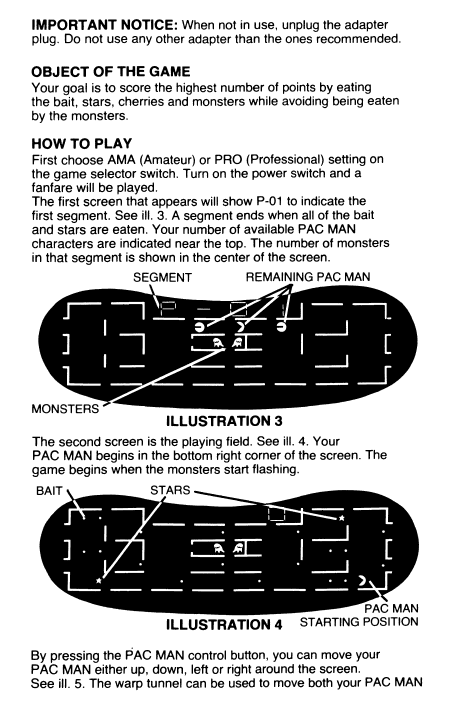 IMPORTANT NOTICE: When not in use, unplug the adapter
plug. Do not use any other adapter than the ones recommended.
OBJECT OF THE GAME
Your goal is to score the highest number of points by eating
the bait, stars, cherries and monsters while avoiding being eaten
by the monsters.
HOW TO PLAY
First choose AMA (Amateur) or PRO (Professional) setting on
the game selector switch. Turn on the power switch and a
fanfare will be played.
The first screen that appears will show P-01 to indicate the
first segment. See ill. 3. A segment ends when all of the bait
and stars are eaten. Your number of available PAC MAN
characters are indicated near the top. The number of monsters
in that segment is shown in the center of the screen.
SEGMENT REMAINING PAC MAN
MONSTERS
ILLUSTRATION 3
The second screen is the playing field. See ill. 4. Your
PAC MAN begins in the bottom right corner of the screen. The
game begins when the monsters start flashing.
BAIT STARS
PAC MAN
ILLUSTRATION 4 STARTING POSITION
By pressing the PAC MAN control button, you can move your
PAC MAN either up, down, left or right around the screen.
See ill. 5. The warp tunnel can be used to move both your PAC MAN